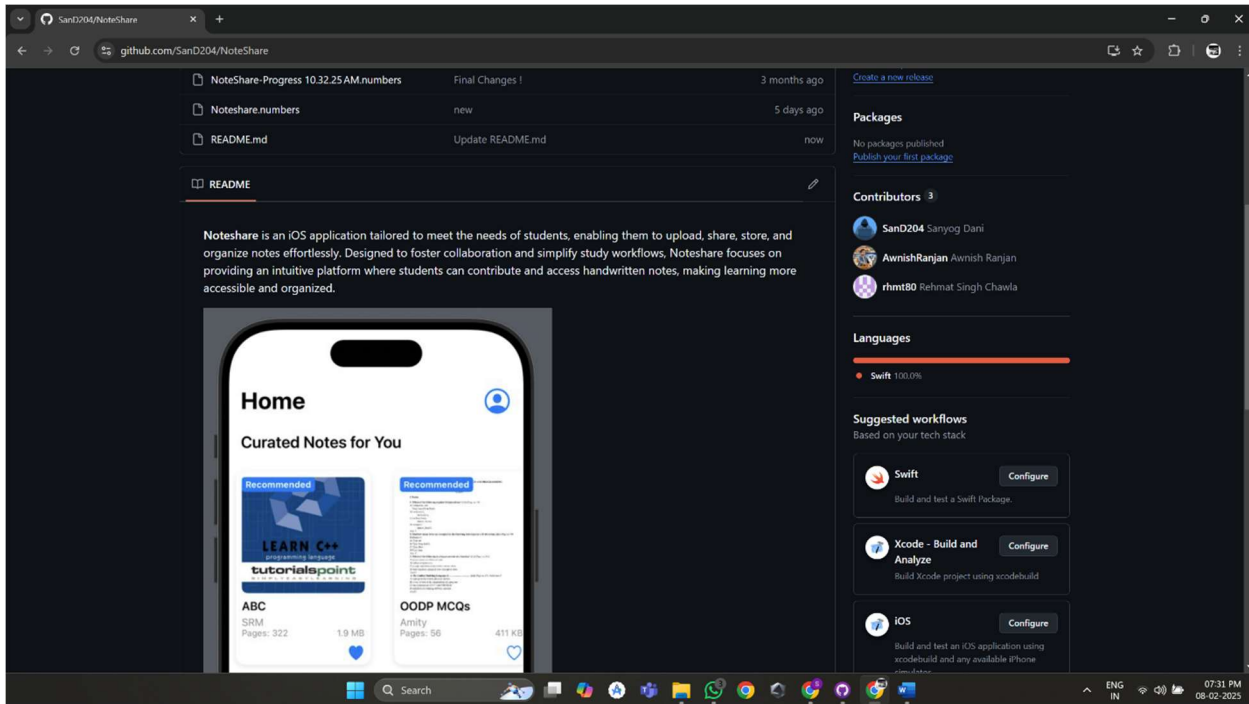 SanD204/NoteShare
github.com/SanD204/NoteShare
NoteShare-Progress 10.32.25 AM.numbers Final Changes ! 3 months ago
Noteshare.numbers new 5 days ago
README.md Update README.md now
README
Noteshare is an iOS application tailored to meet the needs of students, enabling them to upload, share, store, and
organize notes effortlessly. Designed to foster collaboration and simplify study workflows, Noteshare focuses on
providing an intuitive platform where students can contribute and access handwritten notes, making learning more
accessible and organized.
Home
Curated Notes for You
Recommended
LEARN C++
programming language
tutorialspoint
SIMPLYEASYLEARNING
ABC
SRM
Pages: 322 1.9 MB
Recommended
OODP MCQs
Amity
Pages: 56 411 KB
Create a new release
Packages
No packages published
Publish your first package
Contributors 3
SanD204 Sanyog Dani
AwnishRanjan Awnish Ranjan
rhmt80 Rehmat Singh Chawla
Languages
Swift 100.0%
Suggested workflows
Based on your tech stack
Swift
Configure
Build and test a Swift Package.
Xcode - Build and
Analyze
Configure
Build Xcode project using xcodebuild
iOS
Configure
Build and test an iOS application using
xcodebuild and any available iPhone
Search
ENG
IN
07:31 PM
08-02-2025